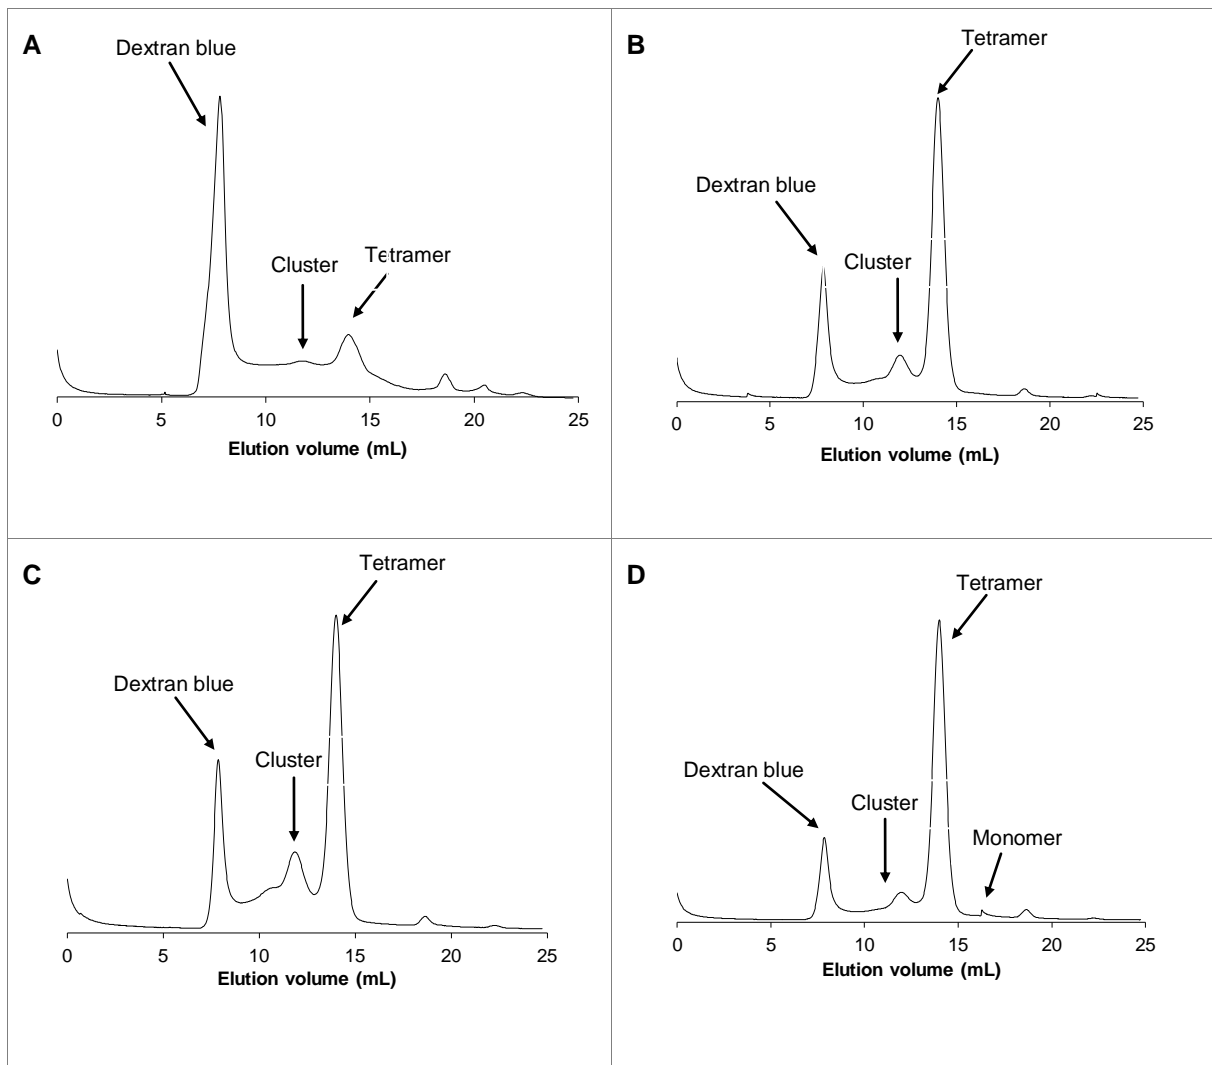 A
Dextran blue
Cluster
Tetramer
0 5 10 15 20 25
Elution volume (mL)
B
Tetramer
Dextran blue
Cluster
0 5 10 15 20 25
Elution volume (mL)
C
Tetramer
Dextran blue
Cluster
0 5 10 15 20 25
Elution volume (mL)
D
Tetramer
Dextran blue
Cluster
Monomer
0 5 10 15 20 25
Elution volume (mL)